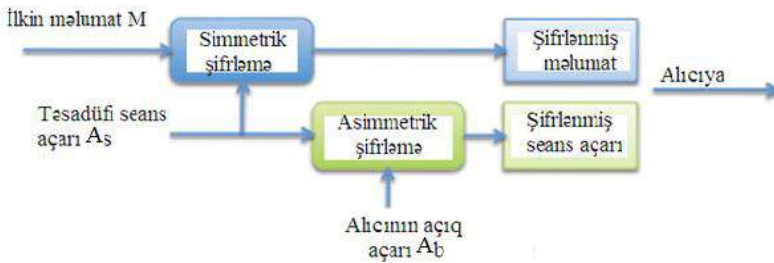 İlkin məlumat M
Simmetrik
şifrləmə
Şifrlənmiş
məlumat
Alıcıya
Təsadüfi seans
açarı As
Asimmetrik
şifrləmə
Şifrlənmiş
seans açarı
Alıcının açıq
açarı Ab